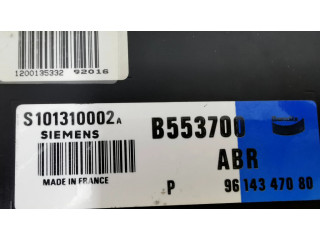 1200135332 92016
S101310002A B553700
SIEMENS
ABR
MADE IN FRANCE P 96 143 470 80